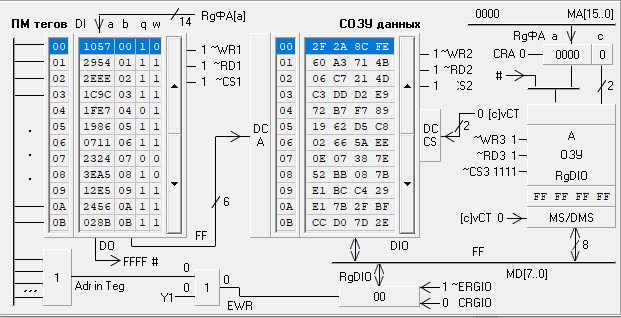 ПМ тегов DI a b q w 14 RgФА[a] СОЗУ данных 0000 MA[15..0]
RgФА a c
00 1057 00 1 0 1 ~WR1 00 2F 2A 8C FE 1 ~WR2 CRA 0 0000 0
01 2954 01 1 1 1 ~RD1 01 60 A3 71 4B 1 ~RD2
02 2EEE 02 1 1 1 ~CS1 02 06 C7 21 4D 1 CS2 # 2
03 1C9C 03 1 1 03 C3 DD D2 E9
04 1FE7 04 0 1 04 72 B7 F7 89 0 [c]vCT
05 1986 05 1 1 DC A 05 19 62 D5 C8 DC CS 2 ~WR3 1 A
06 0711 06 1 1 06 02 66 5A EE ~RD3 1 ОЗУ
07 2324 07 0 0 07 0E 07 38 7E ~CS3 1111 RgDIO
08 3EA5 08 1 0 08 52 BB 08 7B
09 12E5 09 1 1 6 09 E1 BC C4 29 FF FF FF FF
0A 2456 0A 1 1 0A E1 7B 2F BF [c]vCT 0 MS/DMS
0B 028B 0B 1 1 FF 0B CC D0 7D 2E
DO DIO FF 8
FFFF #
1 Adr in Teg 0 RgDIO MD[7..0]
... Y1 0 1 0 EWR 00 1 ~ERGIO
0 CRGIO